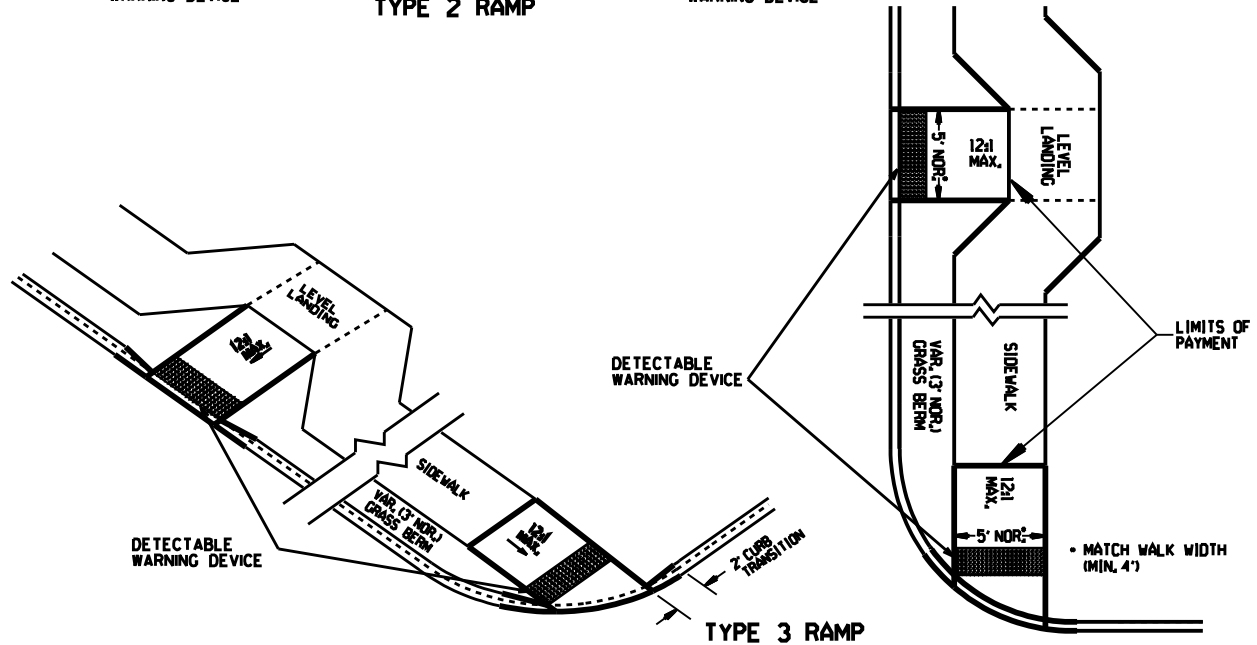 WARNING DEVICE
TYPE 2 RAMP
WARNING DEVICE
5' NOR.*
12:1
MAX.
LEVEL
LANDING
LEVEL
LANDING
12:1
MAX.
LIMITS OF
PAYMENT
DETECTABLE
WARNING DEVICE
VAR. (3' NOR.)
GRASS BERM
SIDEWALK
SIDEWALK
VAR. (3' NOR.)
GRASS BERM
12:1
MAX.
12:1
MAX.
5' NOR.*
DETECTABLE
WARNING DEVICE
2' CURB
TRANSITION
* MATCH WALK WIDTH
(MIN. 4')
TYPE 3 RAMP